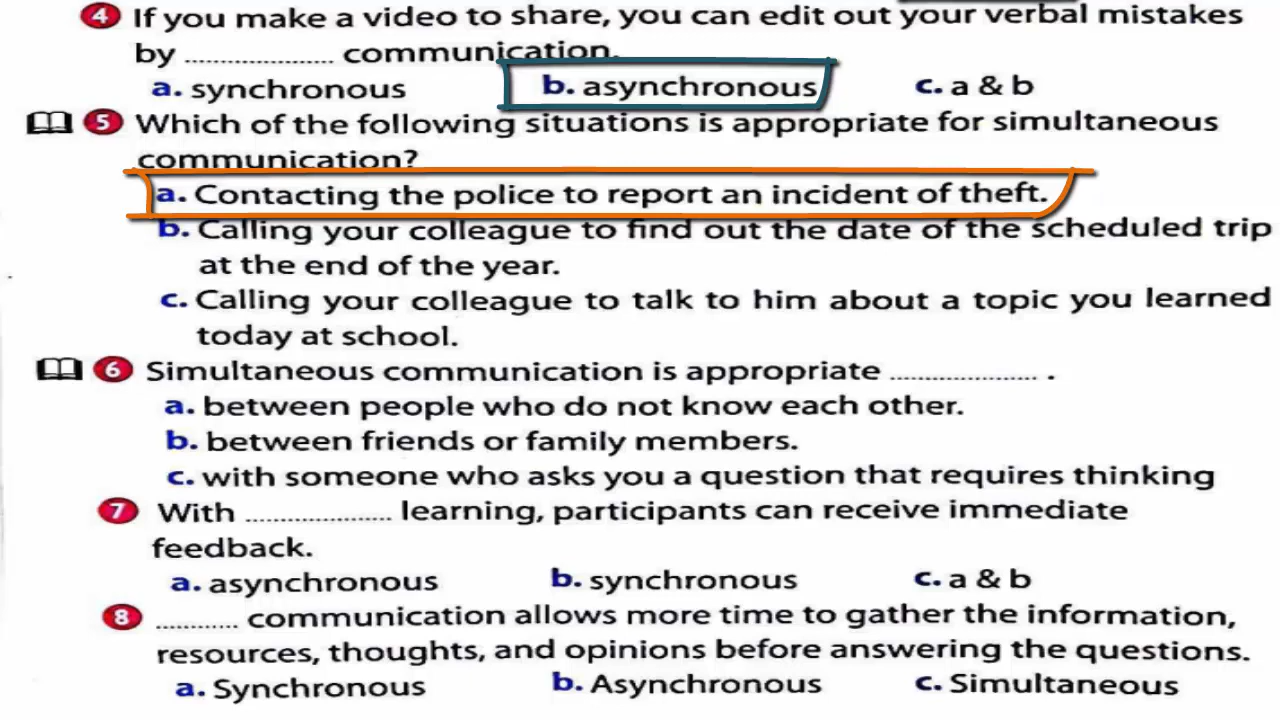 4 If you make a video to share, you can edit out your verbal mistakes
by .................... communication.
a. synchronous b. asynchronous c. a & b
5 Which of the following situations is appropriate for simultaneous
communication?
a. Contacting the police to report an incident of theft.
b. Calling your colleague to find out the date of the scheduled trip
at the end of the year.
c. Calling your colleague to talk to him about a topic you learned
today at school.
6 Simultaneous communication is appropriate .................... .
a. between people who do not know each other.
b. between friends or family members.
c. with someone who asks you a question that requires thinking
7 With .................... learning, participants can receive immediate
feedback.
a. asynchronous b. synchronous c. a & b
8 ........... communication allows more time to gather the information,
resources, thoughts, and opinions before answering the questions.
a. Synchronous b. Asynchronous c. Simultaneous